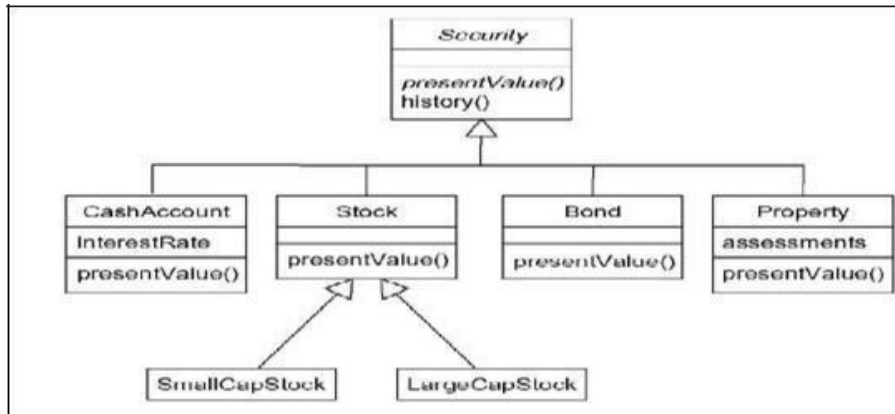 Security
presentValue()
history()
CashAccount
InterestRate
presentValue()
Stock
presentValue()
Bond
presentValue()
Property
assessments
presentValue()
SmallCapStock
LargeCapStock